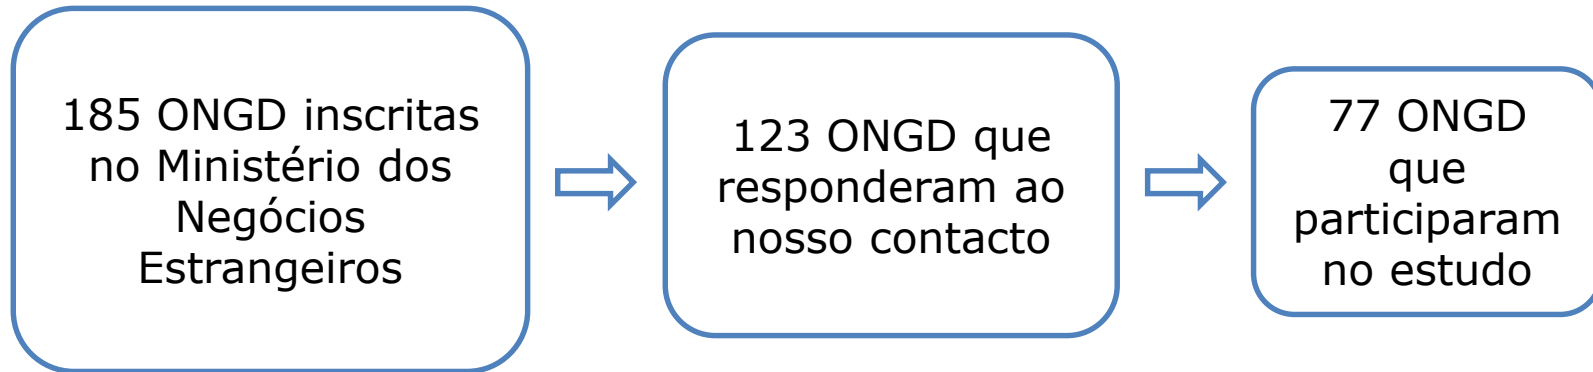 185 ONGD inscritas
no Ministério dos
Negócios
Estrangeiros
123 ONGD que
responderam ao
nosso contacto
77 ONGD
que
participaram
no estudo